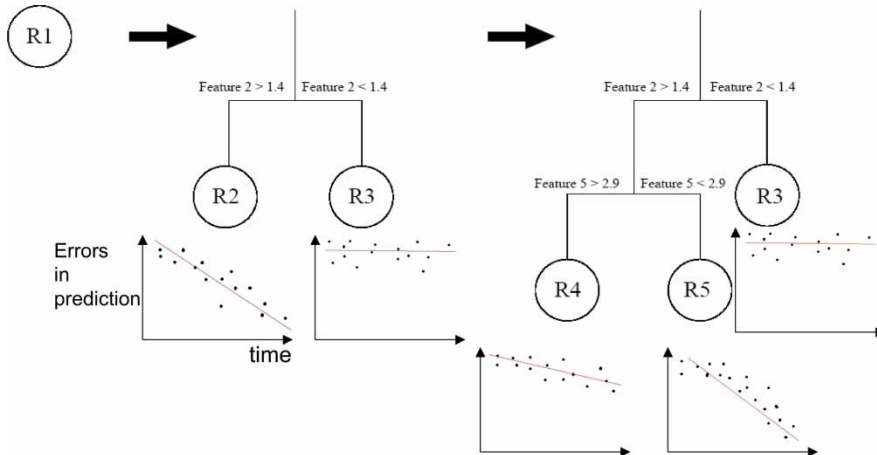 R1
Feature 2 > 1.4 Feature 2 < 1.4
R2 R3
Errors
in
prediction
time
Feature 2 > 1.4 Feature 2 < 1.4
R3
Feature 5 > 2.9 Feature 5 < 2.9
R4 R5